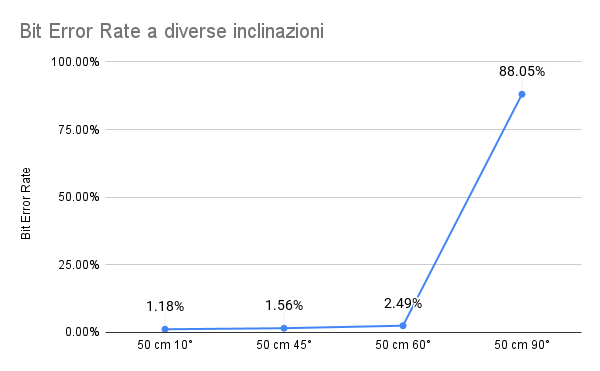 Bit Error Rate a diverse inclinazioni
100.00%
88.05%
75.00%
50.00%
Bit Error Rate
25.00%
1.18%
1.56%
2.49%
0.00%
50 cm 10°
50 cm 45°
50 cm 60°
50 cm 90°